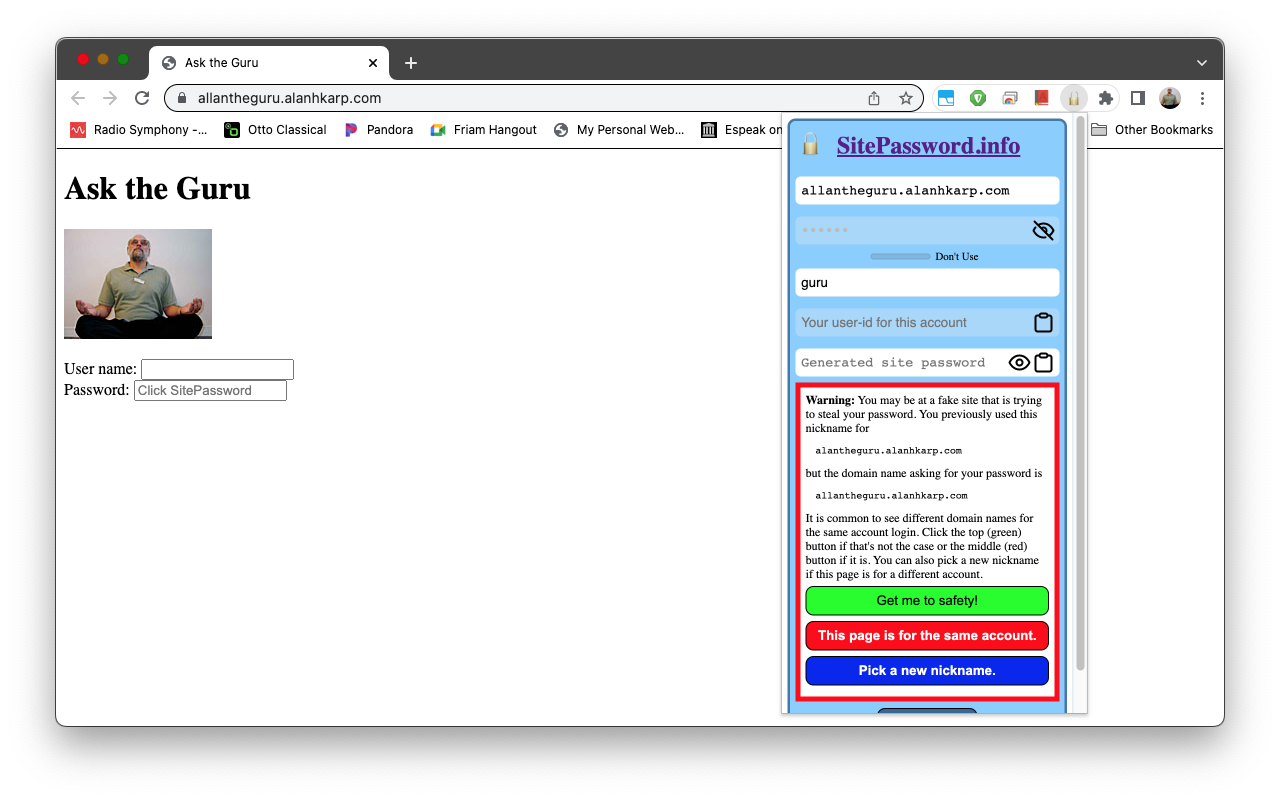 Ask the Guru
allantheguru.alanhkarp.com
Radio Symphony -... Otto Classical Pandora Friam Hangout My Personal Web... Espeak on Other Bookmarks
Ask the Guru
User name:
Password: Click SitePassword
SitePassword.info
allantheguru.alanhkarp.com
Don't Use
guru
Your user-id for this account
Generated site password
Warning: You may be at a fake site that is trying
to steal your password. You previously used this
nickname for
alantheguru.alanhkarp.com
but the domain name asking for your password is
allantheguru.alanhkarp.com
It is common to see different domain names for
the same account login. Click the top (green)
button if that's not the case or the middle (red)
button if it is. You can also pick a new nickname
if this page is for a different account.
Get me to safety!
This page is for the same account.
Pick a new nickname.